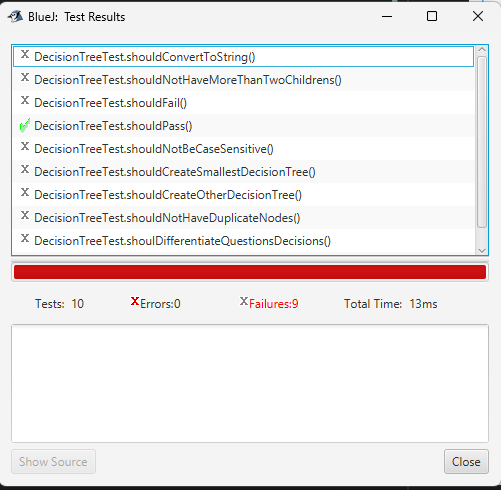 BlueJ: Test Results
DecisionTreeTest.shouldConvertToString()
DecisionTreeTest.shouldNotHaveMoreThanTwoChildrens()
DecisionTreeTest.shouldFail()
DecisionTreeTest.shouldPass()
DecisionTreeTest.shouldNotBeCaseSensitive()
DecisionTreeTest.shouldCreateSmallestDecisionTree()
DecisionTreeTest.shouldCreateOtherDecisionTree()
DecisionTreeTest.shouldNotHaveDuplicateNodes()
DecisionTreeTest.shoulDifferentiateQuestionsDecisions()
Tests: 10 Errors:0 Failures:9 Total Time: 13ms
Show Source Close